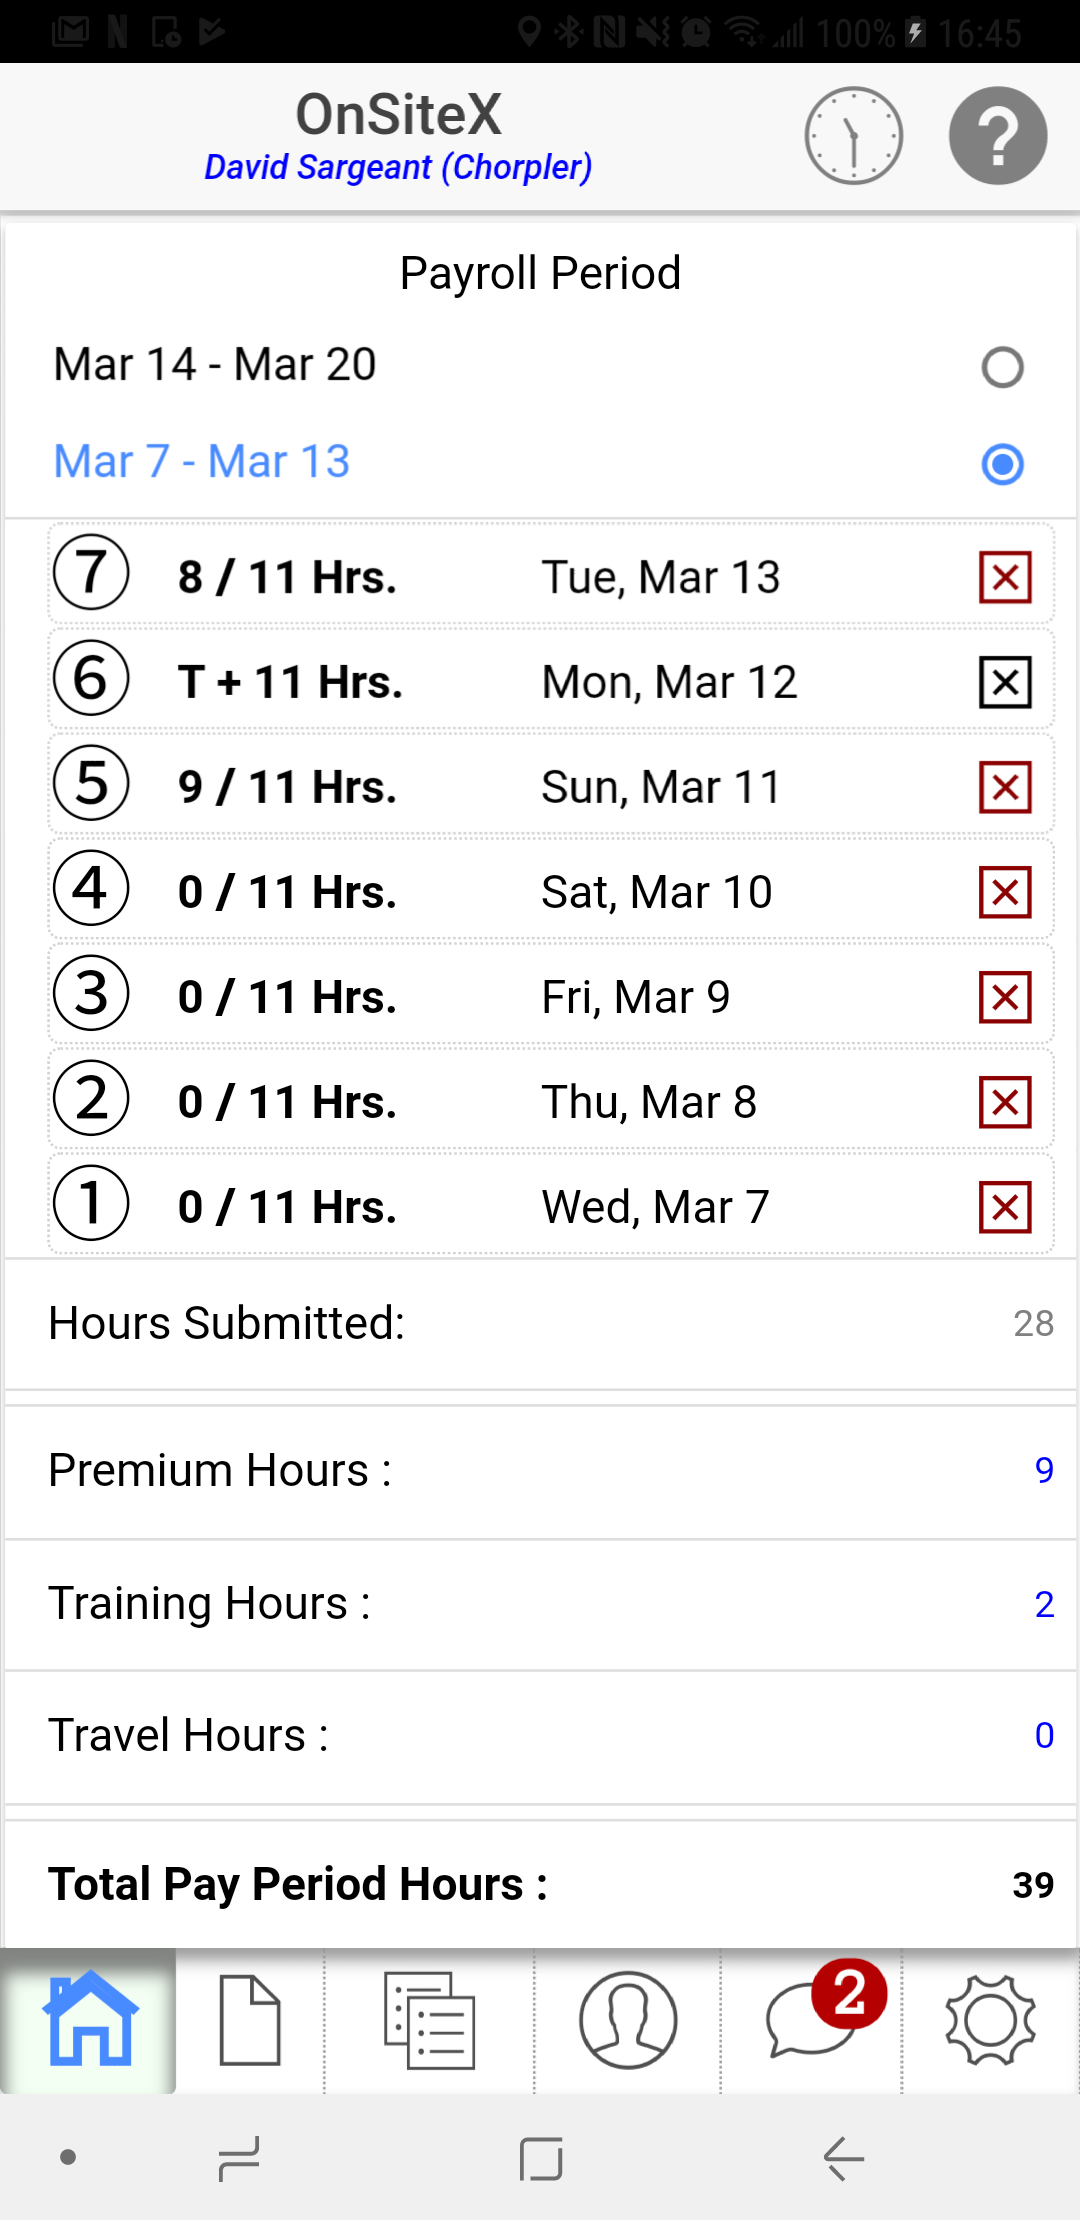 100% 16:45
OnSiteX
David Sargeant (Chorpler)
?
Payroll Period
Mar 14 - Mar 20
Mar 7 - Mar 13
7 8 / 11 Hrs. Tue, Mar 13
6 T + 11 Hrs. Mon, Mar 12
5 9 / 11 Hrs. Sun, Mar 11
4 0 / 11 Hrs. Sat, Mar 10
3 0 / 11 Hrs. Fri, Mar 9
2 0 / 11 Hrs. Thu, Mar 8
1 0 / 11 Hrs. Wed, Mar 7
Hours Submitted: 28
Premium Hours : 9
Training Hours : 2
Travel Hours : 0
Total Pay Period Hours : 39
2